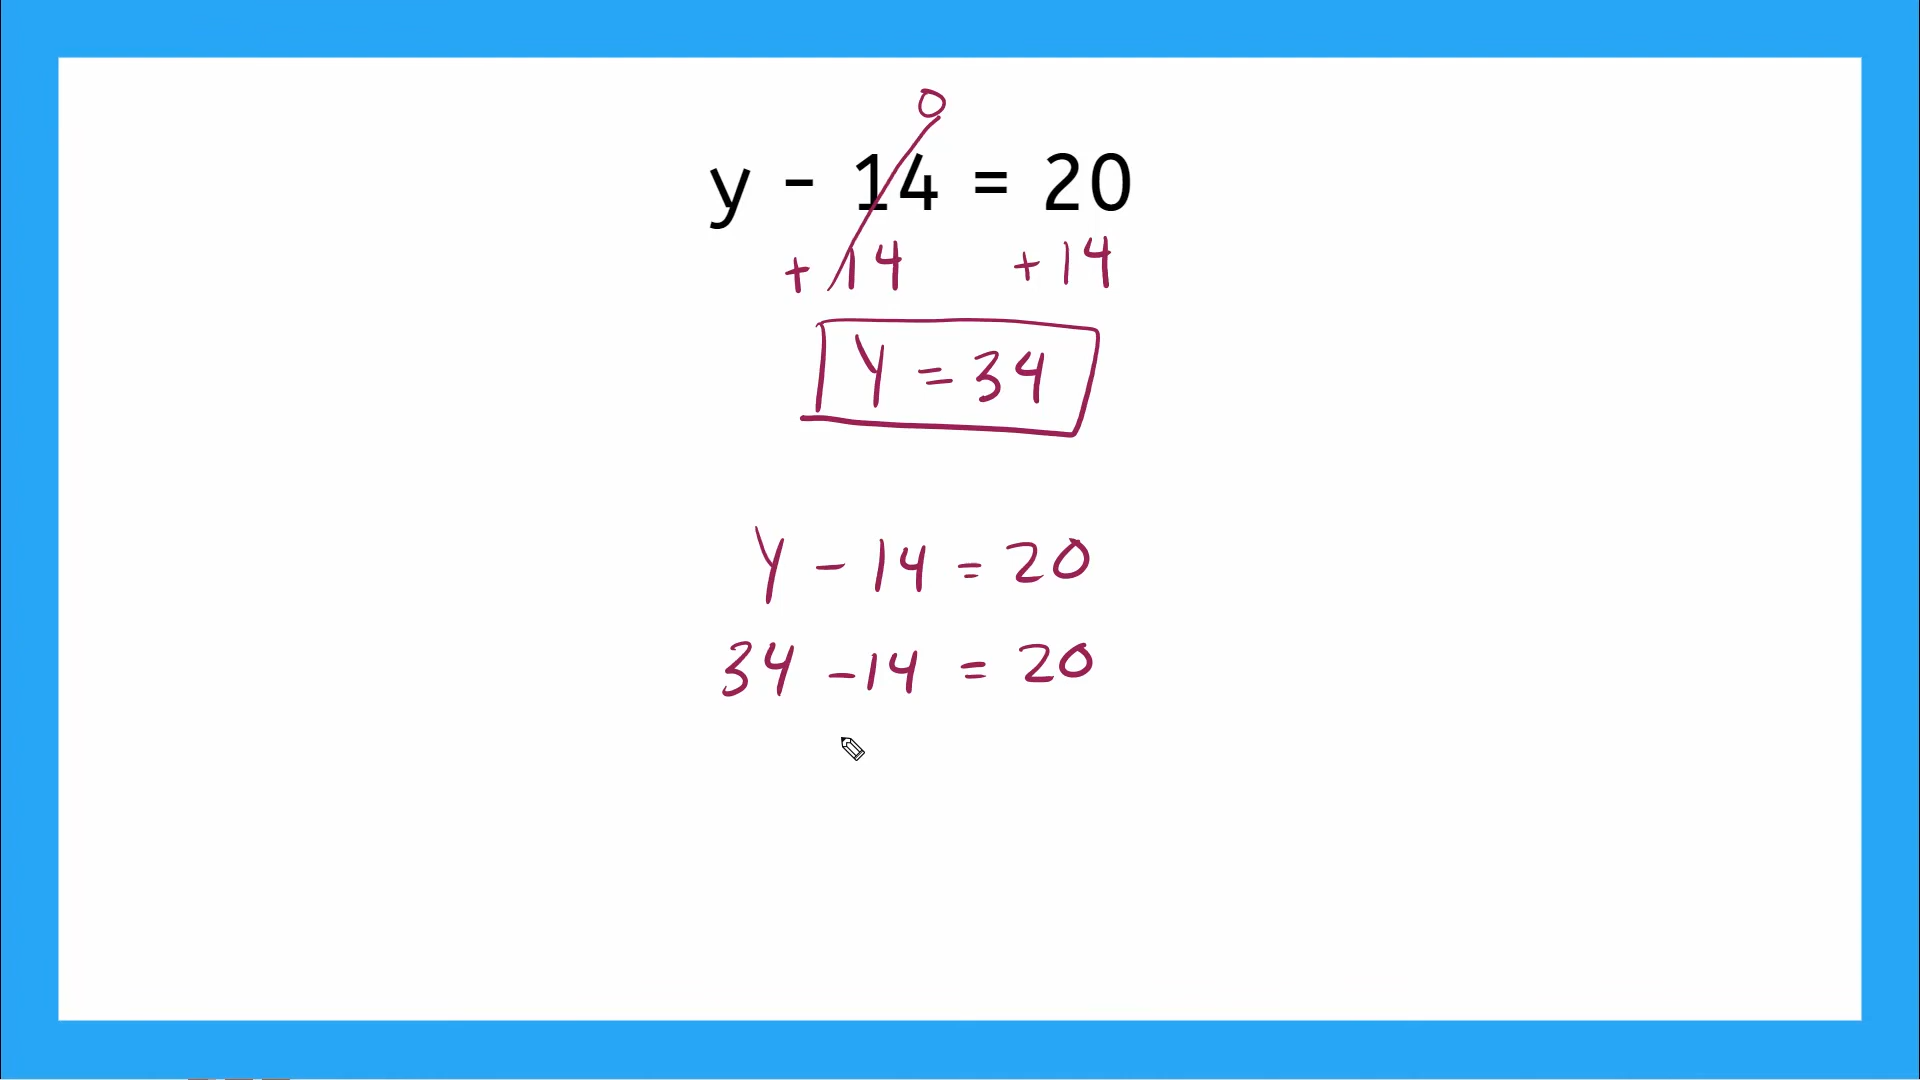 0
y - 14 = 20
+ 14 + 14
Y = 34
Y - 14 = 20
34 - 14 = 20